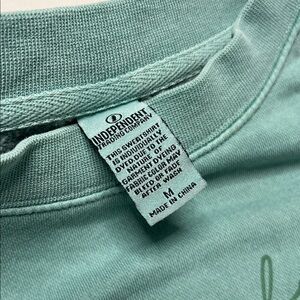 INDEPENDENT
TRADING COMPANY
THIS SWEATSHIRT
IS INDIVIDUALLY
DYED DUE TO THE
NATURE OF
GARMENT DYEING
FABRIC COLOR MAY
BLEED OR FADE
AFTER WASH
M
MADE IN CHINA